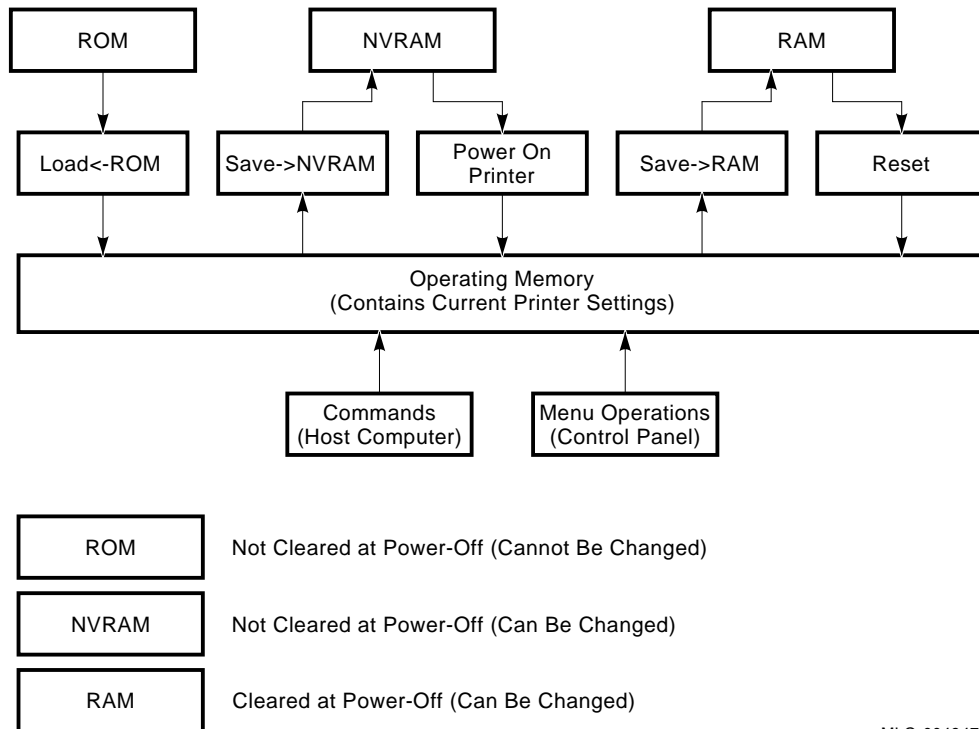 ROM
NVRAM
RAM
Load<-ROM
Save->NVRAM
Power On
Printer
Save->RAM
Reset
Operating Memory
(Contains Current Printer Settings)
Commands
(Host Computer)
Menu Operations
(Control Panel)
ROM
Not Cleared at Power-Off (Cannot Be Changed)
NVRAM
Not Cleared at Power-Off (Can Be Changed)
RAM
Cleared at Power-Off (Can Be Changed)